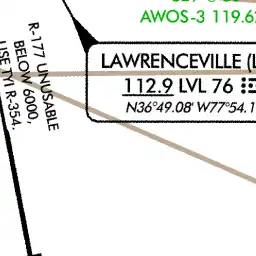 AWOS-3 119.6
LAWRENCEVILLE
112.9 LVL 76
N36°49.08' W77°54.1
R-177 UNUSABLE
BELOW 6000,
USE TYI R-354.